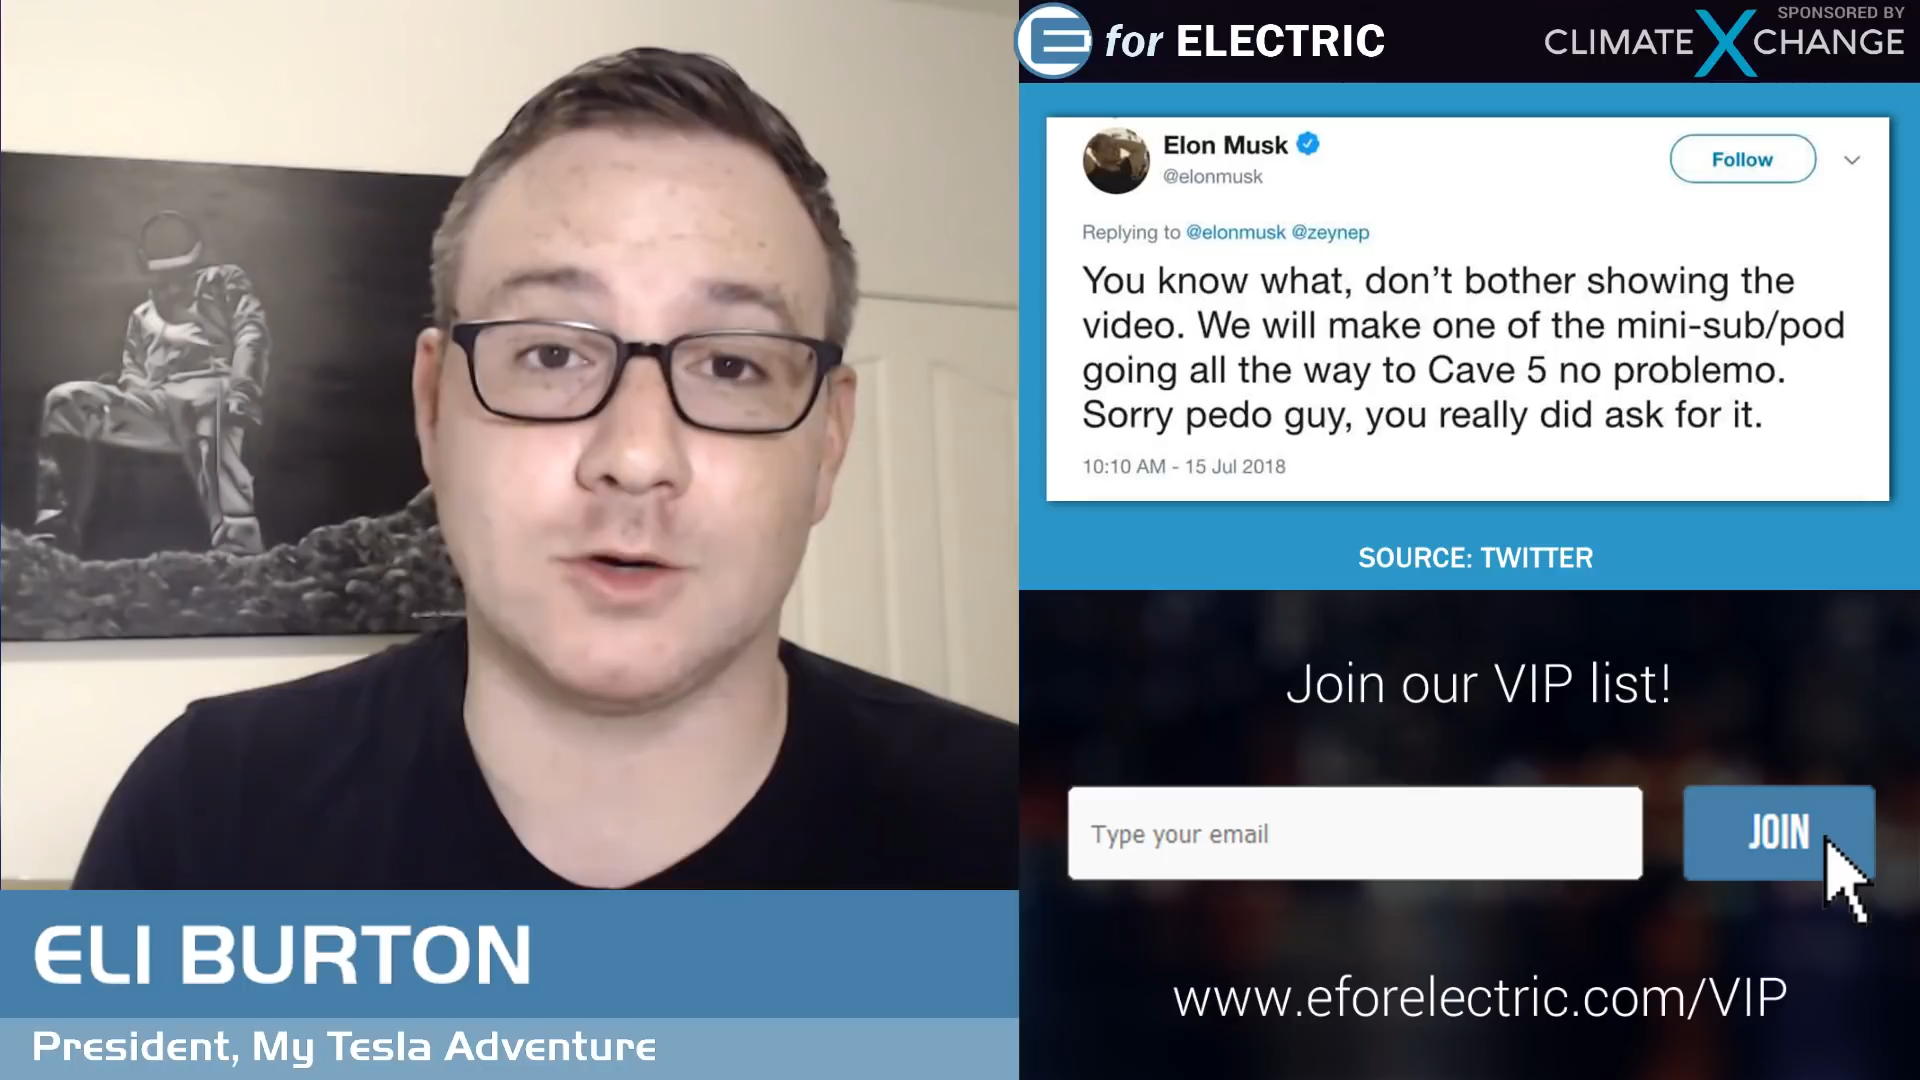 for ELECTRIC
SPONSORED BY
CLIMATE XCHANGE
Elon Musk
@elonmusk
Follow
Replying to @elonmusk @zeynep
You know what, don't bother showing the
video. We will make one of the mini-sub/pod
going all the way to Cave 5 no problemo.
Sorry pedo guy, you really did ask for it.
10:10 AM - 15 Jul 2018
SOURCE: TWITTER
Join our VIP list!
Type your email
JOIN
www.eforelectric.com/VIP
ELI BURTON
President, My Tesla Adventure